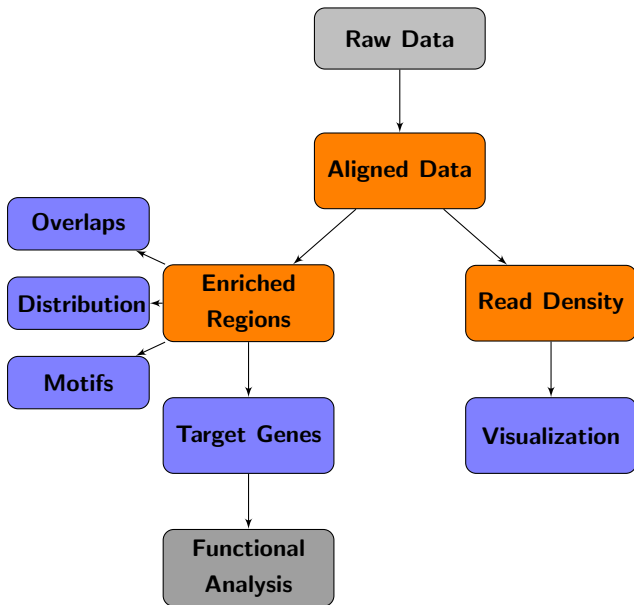 Raw Data
Aligned Data
Overlaps
Enriched
Regions
Read Density
Distribution
Motifs
Target Genes
Visualization
Functional
Analysis